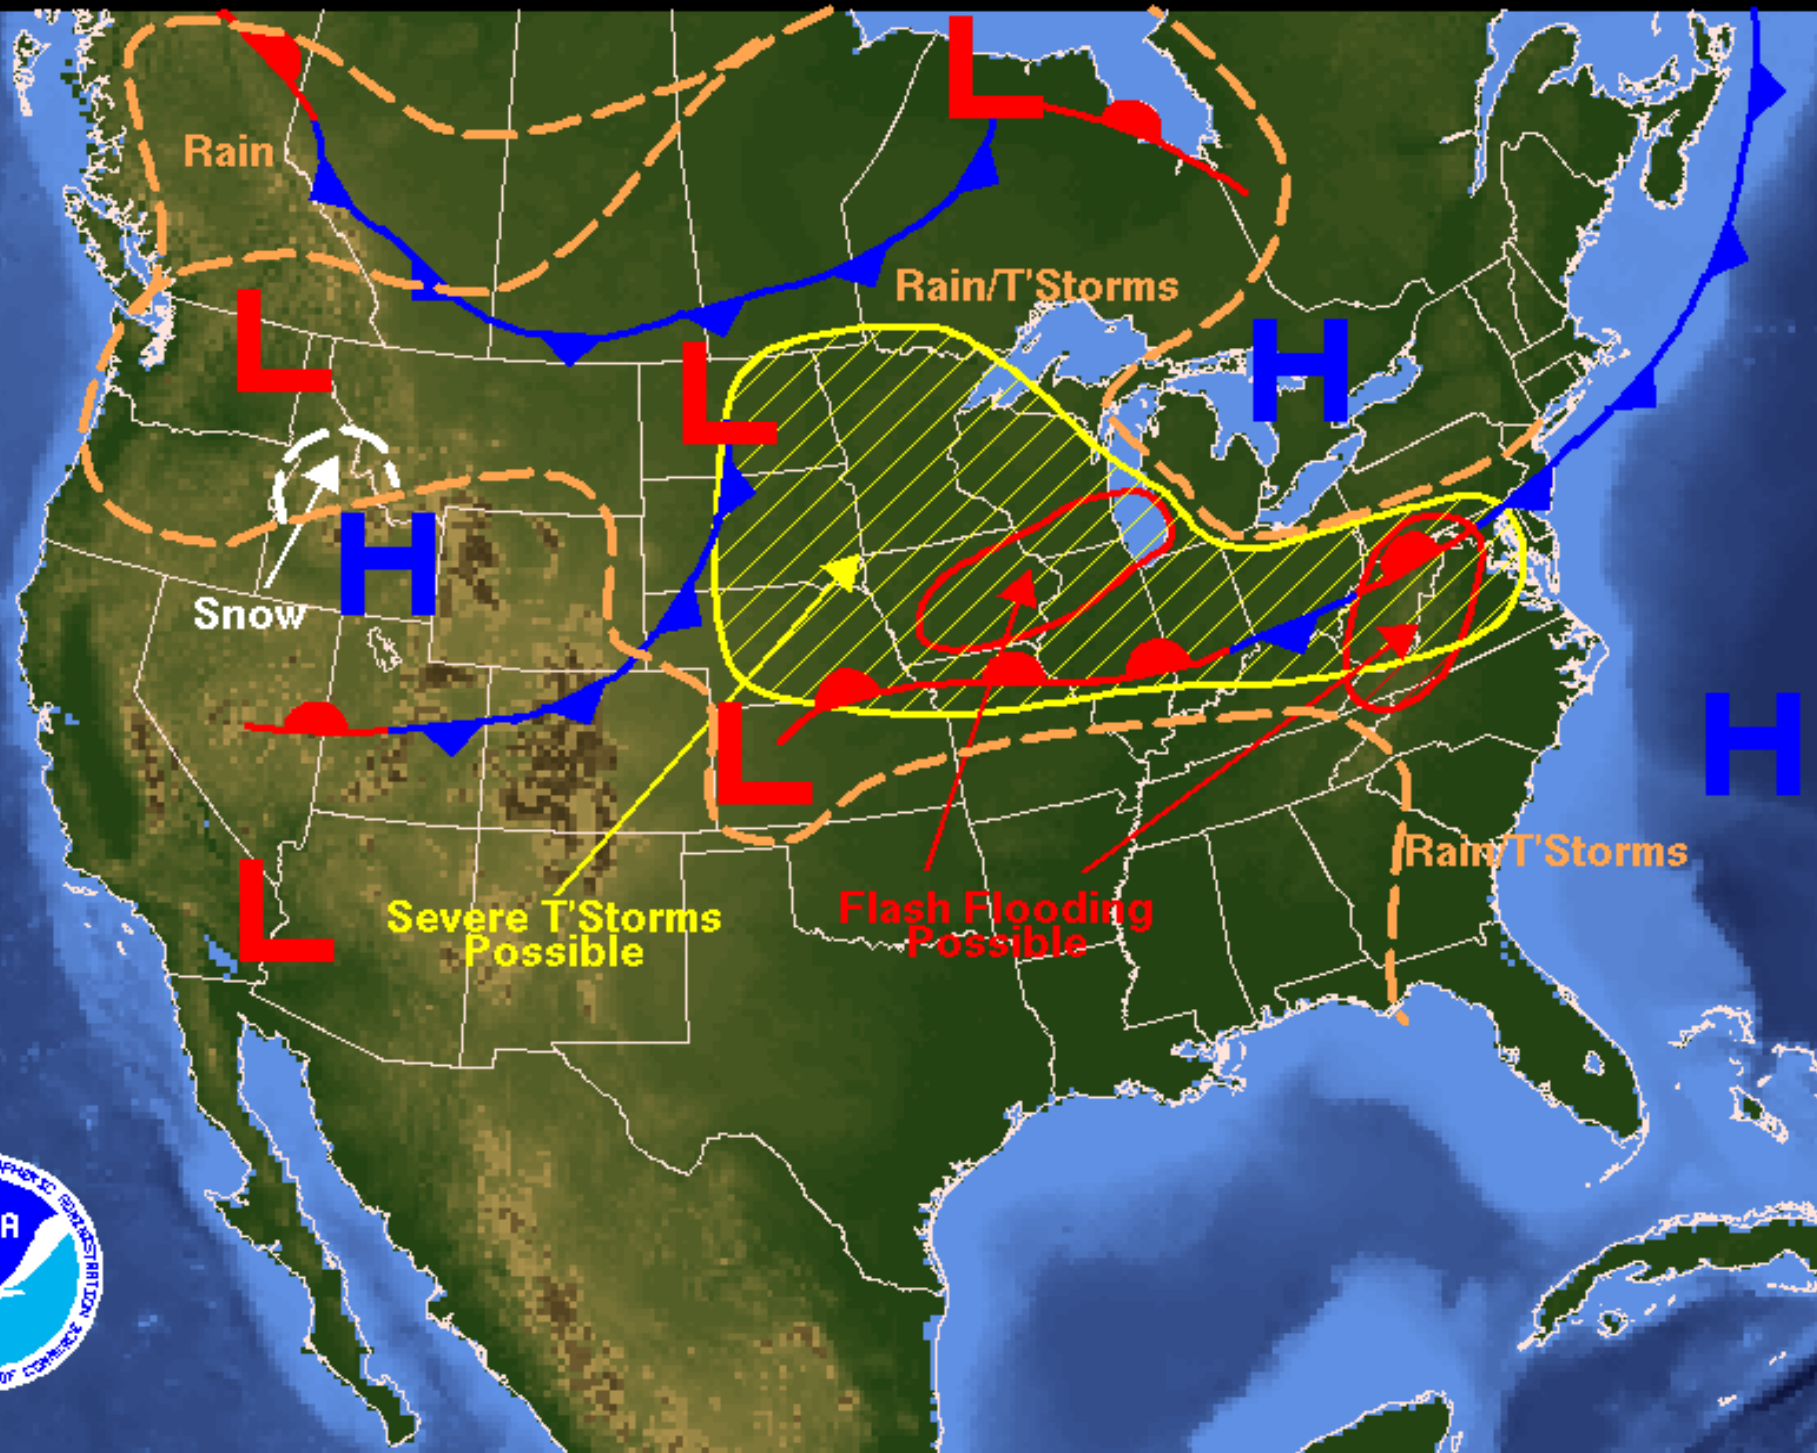 L
Rain
Rain/T'Storms
L
H
L
H
Snow
H
L
Rain/T'Storms
L
Severe T'Storms
Possible
Flash Flooding
Possible
A